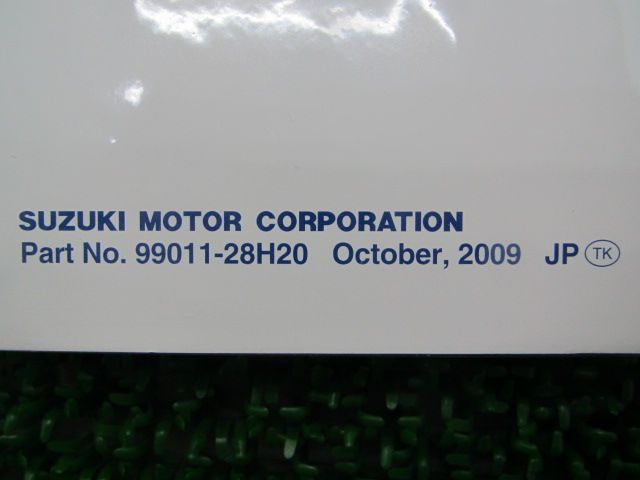 SUZUKI MOTOR CORPORATION
Part No. 99011-28H20 October, 2009 JP TK